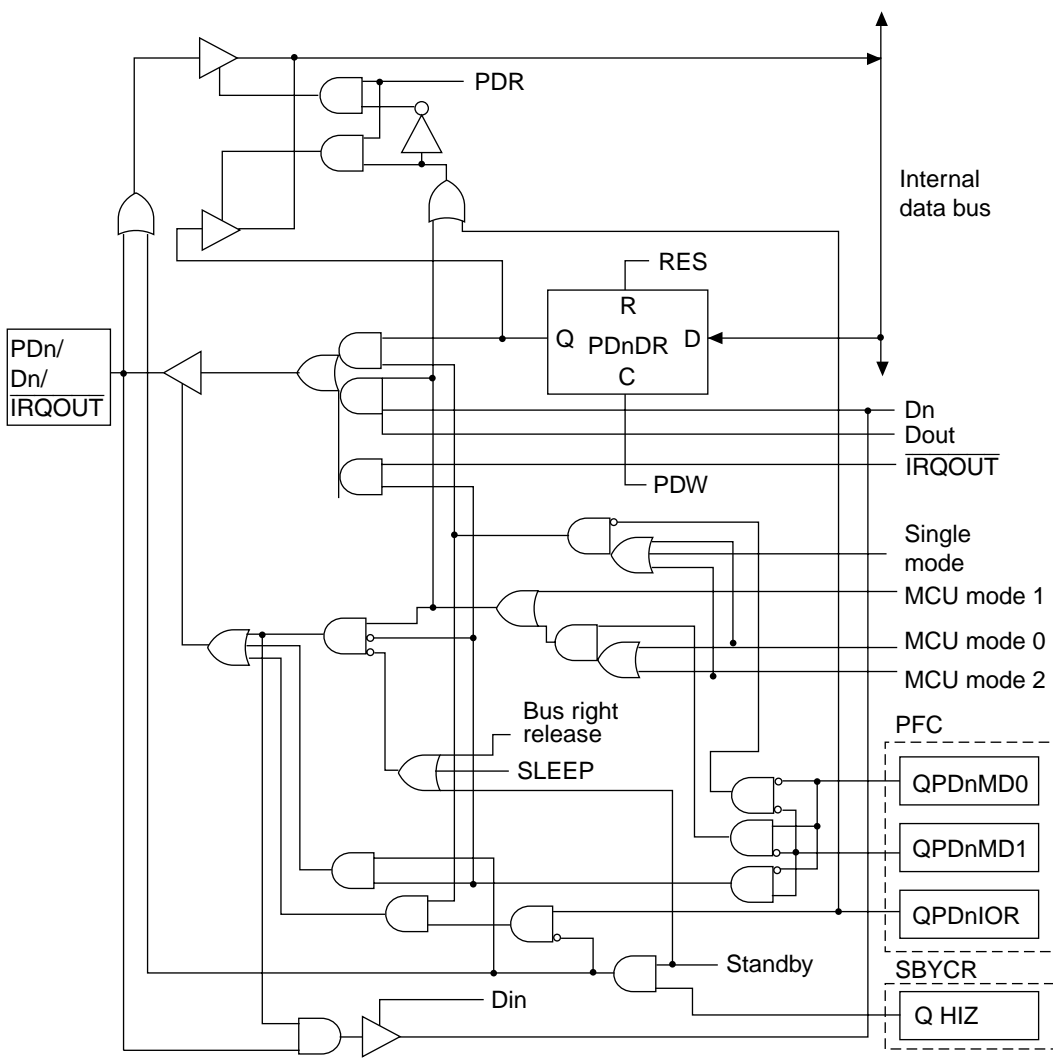 PDR
Internal
data bus
RES
R
Q
PDnDR
D
C
PDn/
Dn/
IRQOUT
Dn
Dout
IRQOUT
PDW
Single
mode
MCU mode 1
MCU mode 0
MCU mode 2
Bus right
release
SLEEP
PFC
QPDnMD0
QPDnMD1
QPDnIOR
Standby
SBYCR
Din
Q HIZ